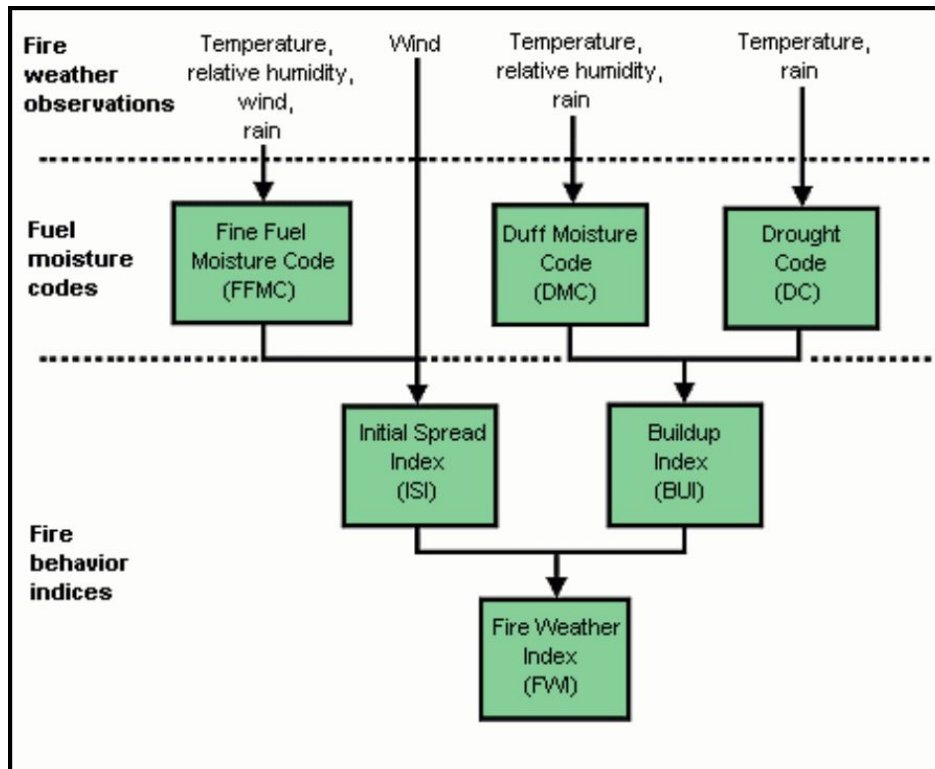 Fire
weather
observations
Temperature,
relative humidity,
wind,
rain
Wind
Temperature,
relative humidity,
rain
Temperature,
rain
Fuel
moisture
codes
Fine Fuel
Moisture Code
(FFMC)
Duff Moisture
Code
(DMC)
Drought
Code
(DC)
Fire
behavior
indices
Initial Spread
Index
(ISI)
Buildup
Index
(BUI)
Fire Weather
Index
(FWI)